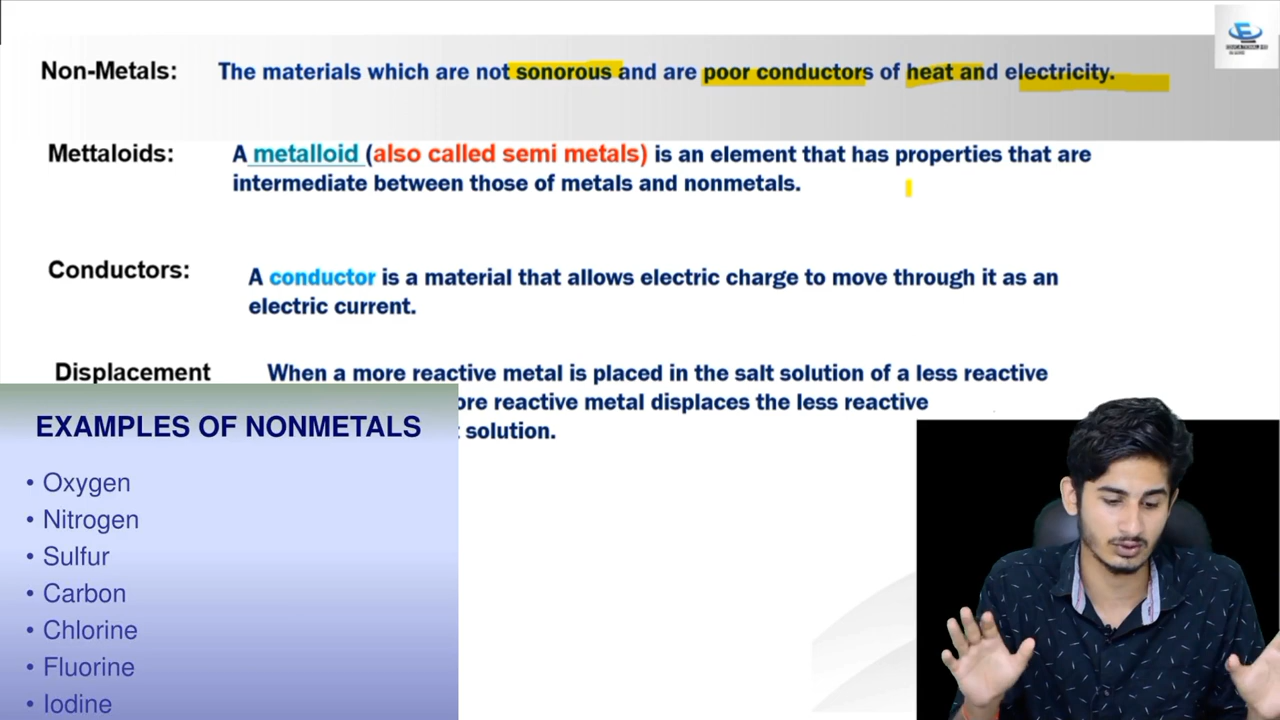 Non-Metals: The materials which are not sonorous and are poor conductors of heat and electricity.
Mettaloids: A metalloid (also called semi metals) is an element that has properties that are
intermediate between those of metals and nonmetals.
Conductors: A conductor is a material that allows electric charge to move through it as an
electric current.
Displacement When a more reactive metal is placed in the salt solution of a less reactive
ore reactive metal displaces the less reactive
solution.
EXAMPLES OF NONMETALS
• Oxygen
• Nitrogen
• Sulfur
• Carbon
• Chlorine
• Fluorine
• Iodine